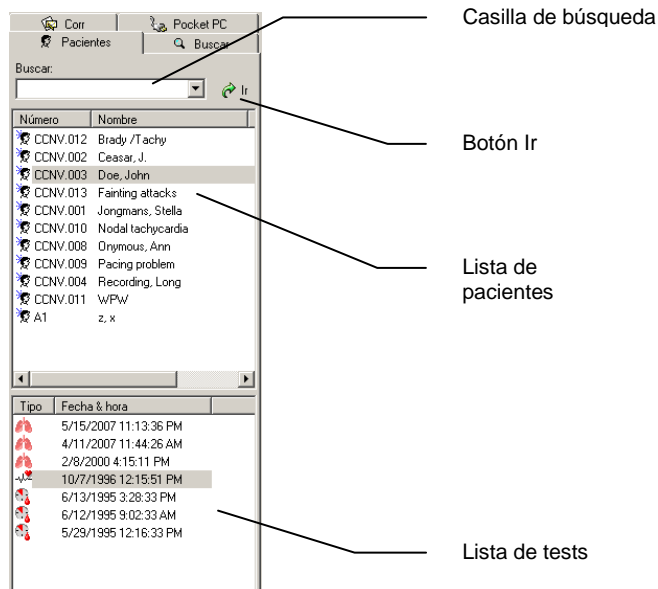 Corr
Pocket PC
Pacientes
Buscar
Buscar:
Ir
Número Nombre
CCNV.012 Brady /Tachy
CCNV.002 Ceasar, J.
CCNV.003 Doe, John
CCNV.013 Fainting attacks
CCNV.001 Jongmans, Stella
CCNV.010 Nodal tachycardia
CCNV.008 Onymous, Ann
CCNV.009 Pacing problem
CCNV.004 Recording, Long
CCNV.011 WPW
A1 z, x
Tipo Fecha & hora
5/15/2007 11:13:36 PM
4/11/2007 11:44:26 AM
2/8/2000 4:15:11 PM
10/7/1996 12:15:51 PM
6/13/1995 3:28:33 PM
6/12/1995 9:02:33 AM
5/29/1995 12:16:33 PM
Casilla de búsqueda
Botón Ir
Lista de
pacientes
Lista de tests